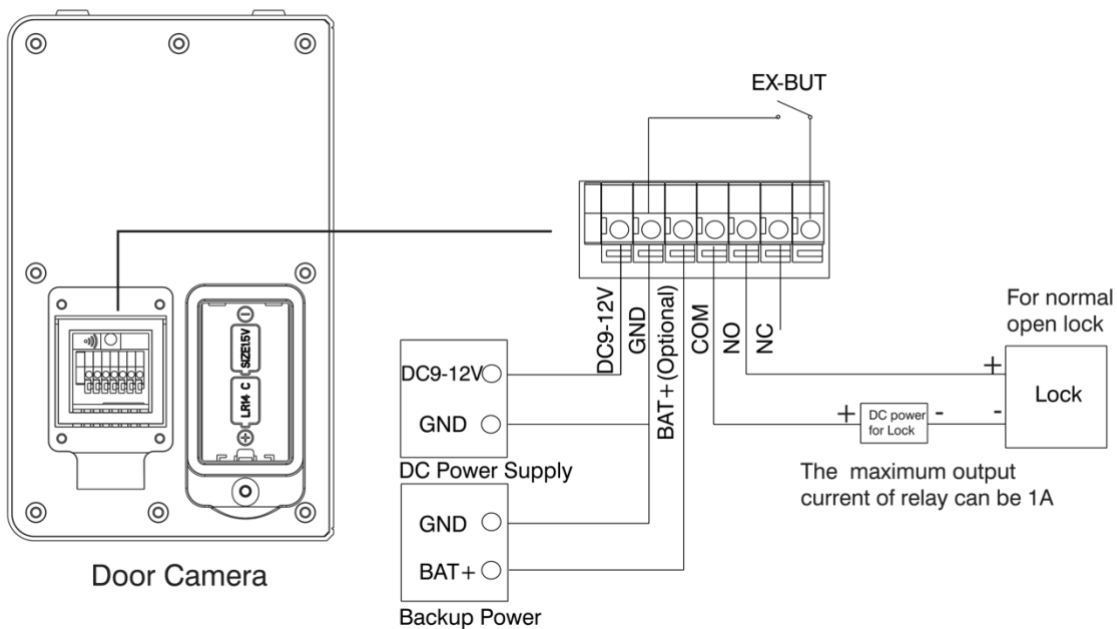 EX-BUT
DC9-12V
GND
BAT+(Optional)
COM
NO
NC
SIZE1.5V
LR14 C
DC9-12V
GND
DC Power Supply
GND
BAT+
Backup Power
For normal
open lock
+
-
Lock
+
DC power
for Lock
-
The maximum output
current of relay can be 1A
Door Camera